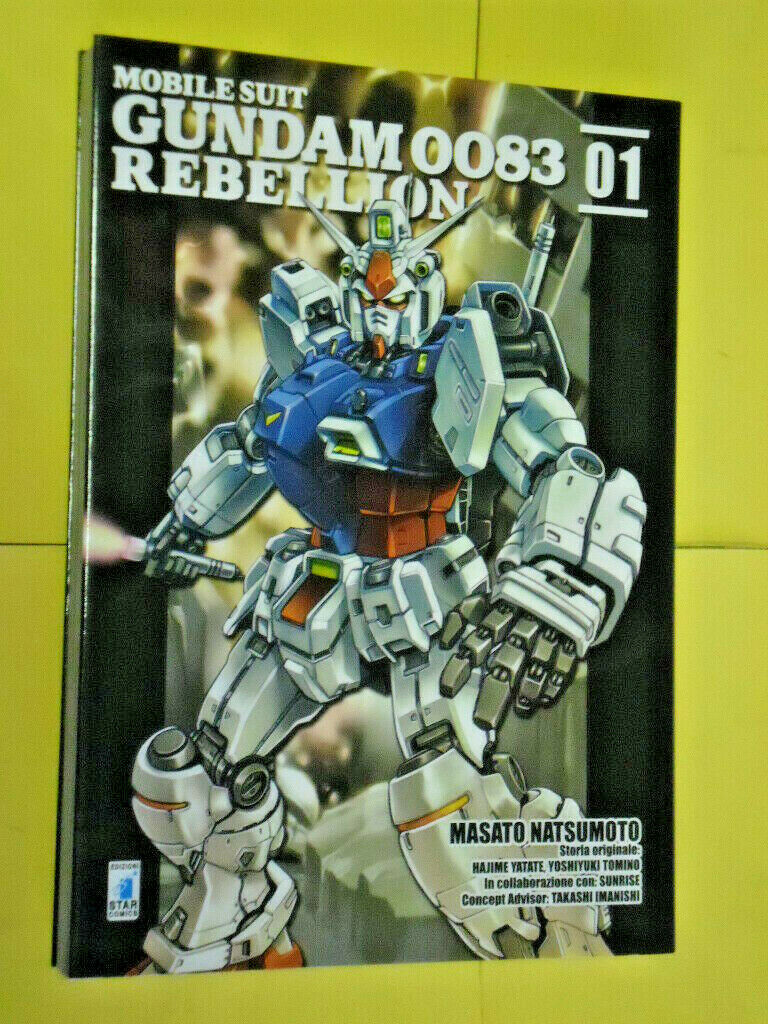 MOBILE SUIT
GUNDAM 0083
REBELLION
01
MASATO NATSUMOTO
Storia originale:
HAJIME YATATE, YOSHIYUKI TOMINO
In collaborazione con: SUNRISE
Concept Advisor: TAKASHI IMANISHI
EDIZIONI
STAR
COMICS